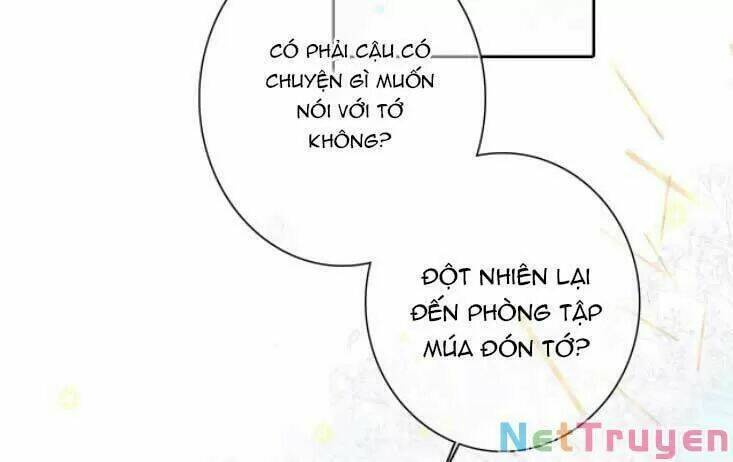 CÓ PHẢI CẬU CÓ
CHUYỆN GÌ MUỐN
NÓI VỚI TỚ
KHÔNG?
ĐỘT NHIÊN LẠI
ĐẾN PHÒNG TẬP
MÚA ĐÓN TỚ?
NetTruyen